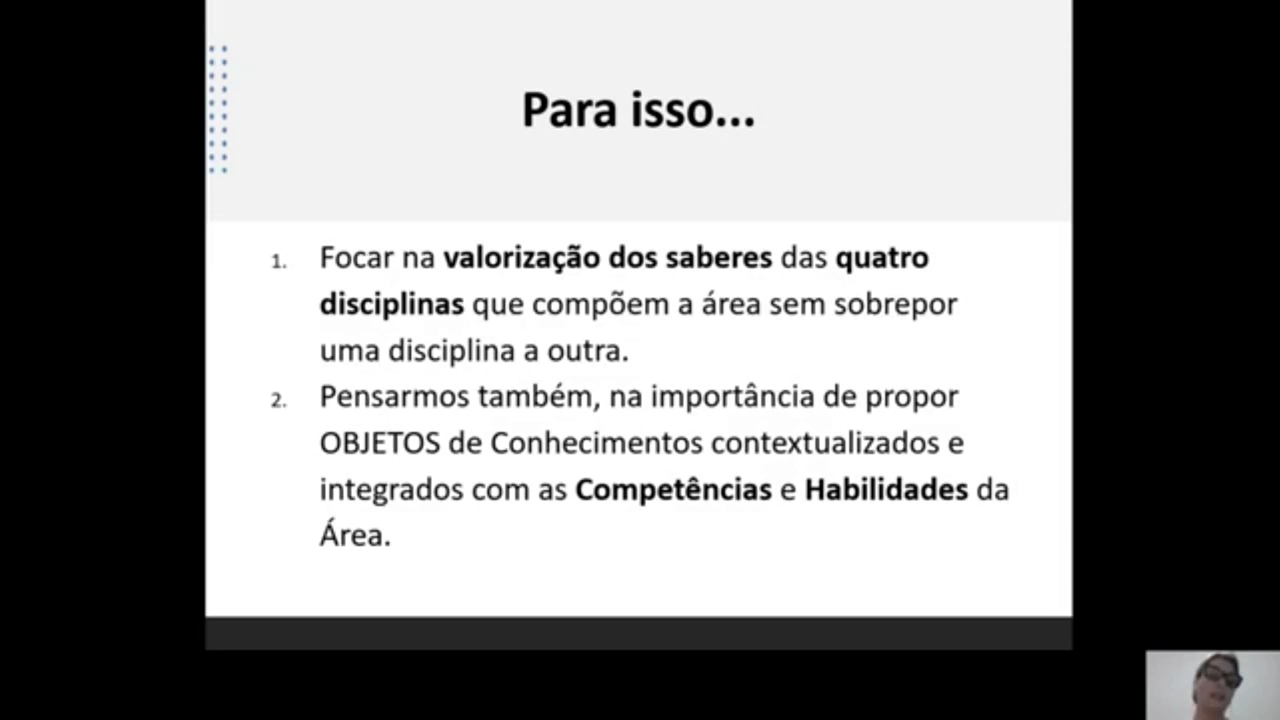 Para isso...
1. Focar na valorização dos saberes das quatro
disciplinas que compõem a área sem sobrepor
uma disciplina a outra.
2. Pensarmos também, na importância de propor
OBJETOS de Conhecimentos contextualizados e
integrados com as Competências e Habilidades da
Área.